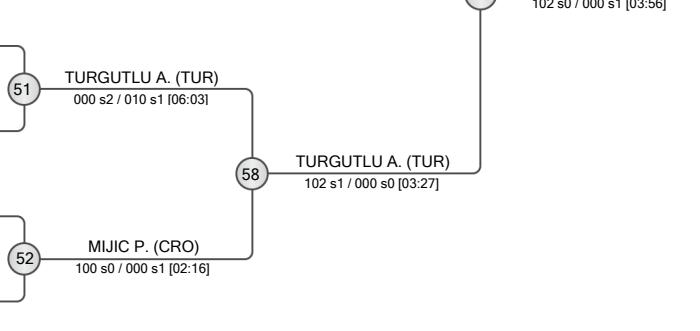 102 s0 / 000 s1 [03:56]
51
TURGUTLU A. (TUR)
000 s2 / 010 s1 [06:03]
58
TURGUTLU A. (TUR)
102 s1 / 000 s0 [03:27]
52
MIJIC P. (CRO)
100 s0 / 000 s1 [02:16]